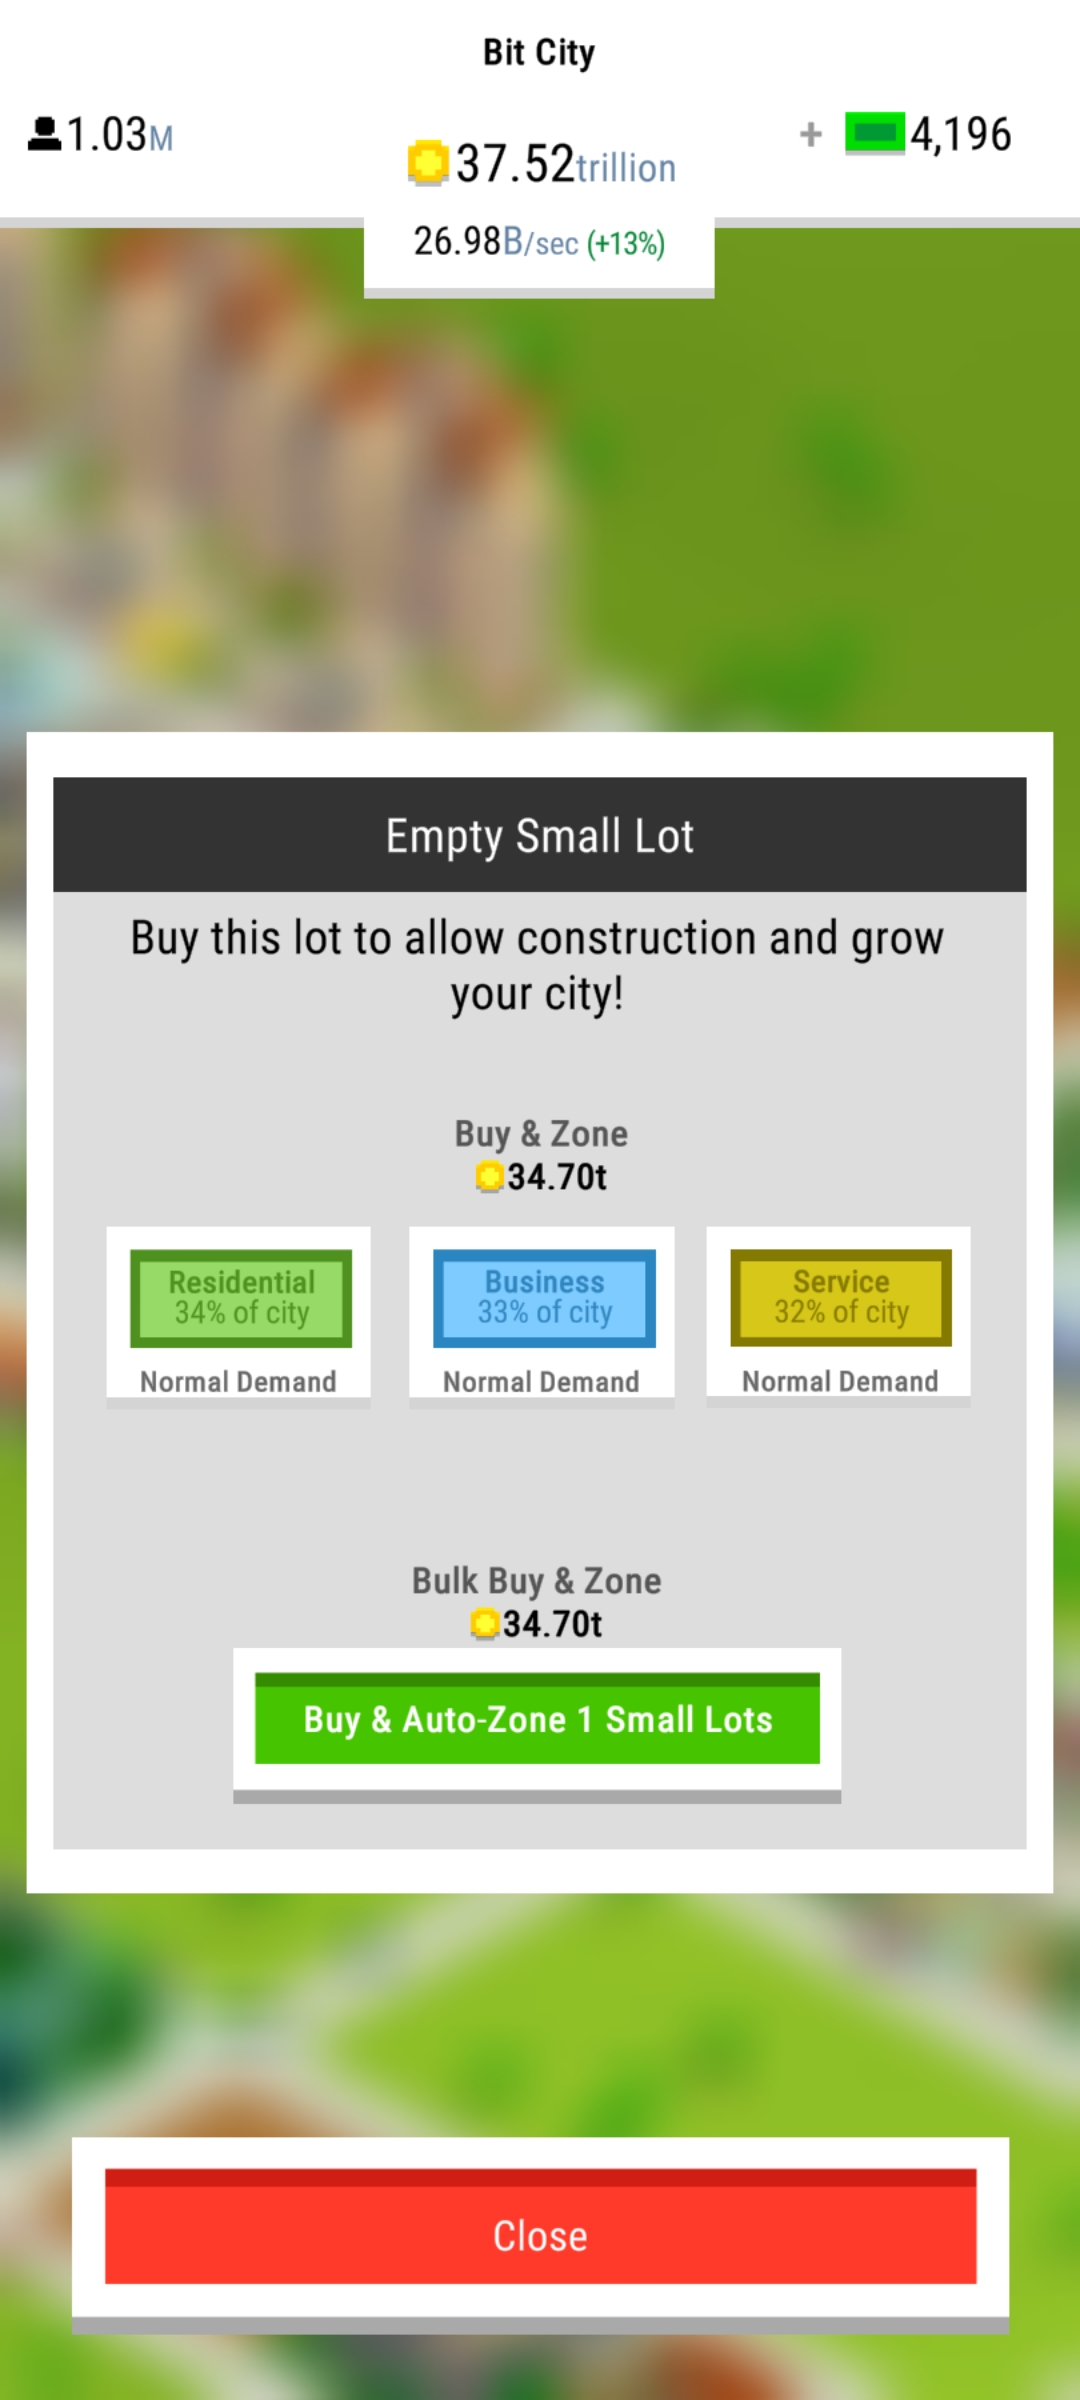 Bit City
1.03M
37.52trillion
+ 4,196
26.98B/sec (+13%)
Empty Small Lot
Buy this lot to allow construction and grow
your city!
Buy & Zone
34.70t
Residential
34% of city
Normal Demand
Business
33% of city
Normal Demand
Service
32% of city
Normal Demand
Bulk Buy & Zone
34.70t
Buy & Auto-Zone 1 Small Lots
Close